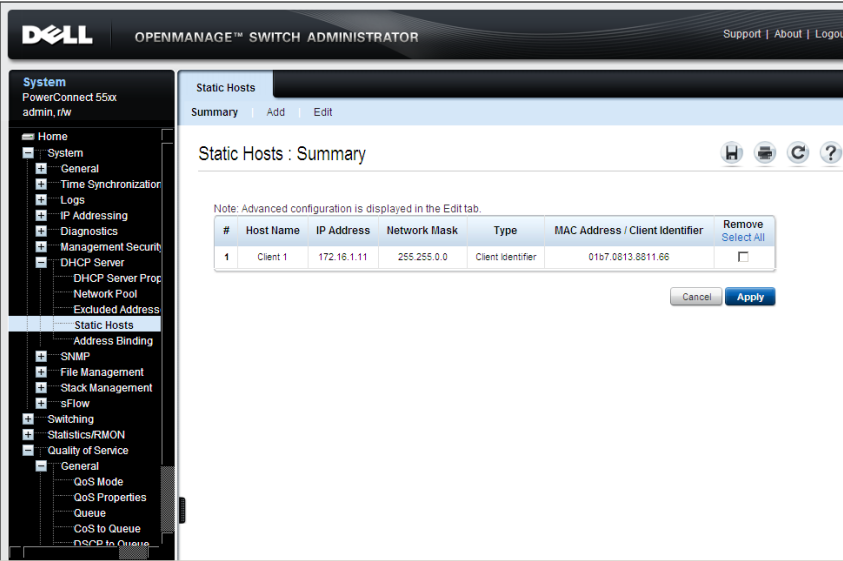 DELL
OPENMANAGE™ SWITCH ADMINISTRATOR
Support | About |
System
PowerConnect 55xx
admin, r/w
Home
System
General
Time Synchronization
Logs
IP Addressing
Diagnostics
Management Securit
DHCP Server
DHCP Server Prop
Network Pool
Excluded Address
Static Hosts
Address Binding
SNMP
File Management
Stack Management
sFlow
Switching
Statistics/RMON
Quality of Service
General
QoS Mode
QoS Properties
Queue
CoS to Queue
DSCP to Queue
Static Hosts
Summary | Add | Edit
Static Hosts : Summary
Note: Advanced configuration is displayed in the Edit tab.
# Host Name IP Address Network Mask Type MAC Address / Client Identifier Remove
Select All
1 Client 1 172.16.1.11 255.255.0.0 Client Identifier 01b7.0813.8811.66
Cancel Apply